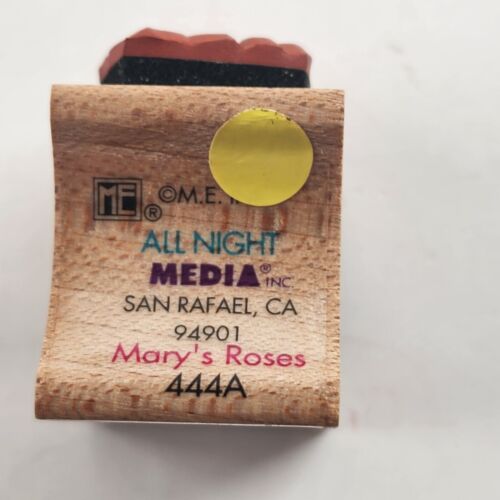 ME® ©M.E.
ALL NIGHT
MEDIA® INC.
SAN RAFAEL, CA
94901
Mary's Roses
444A